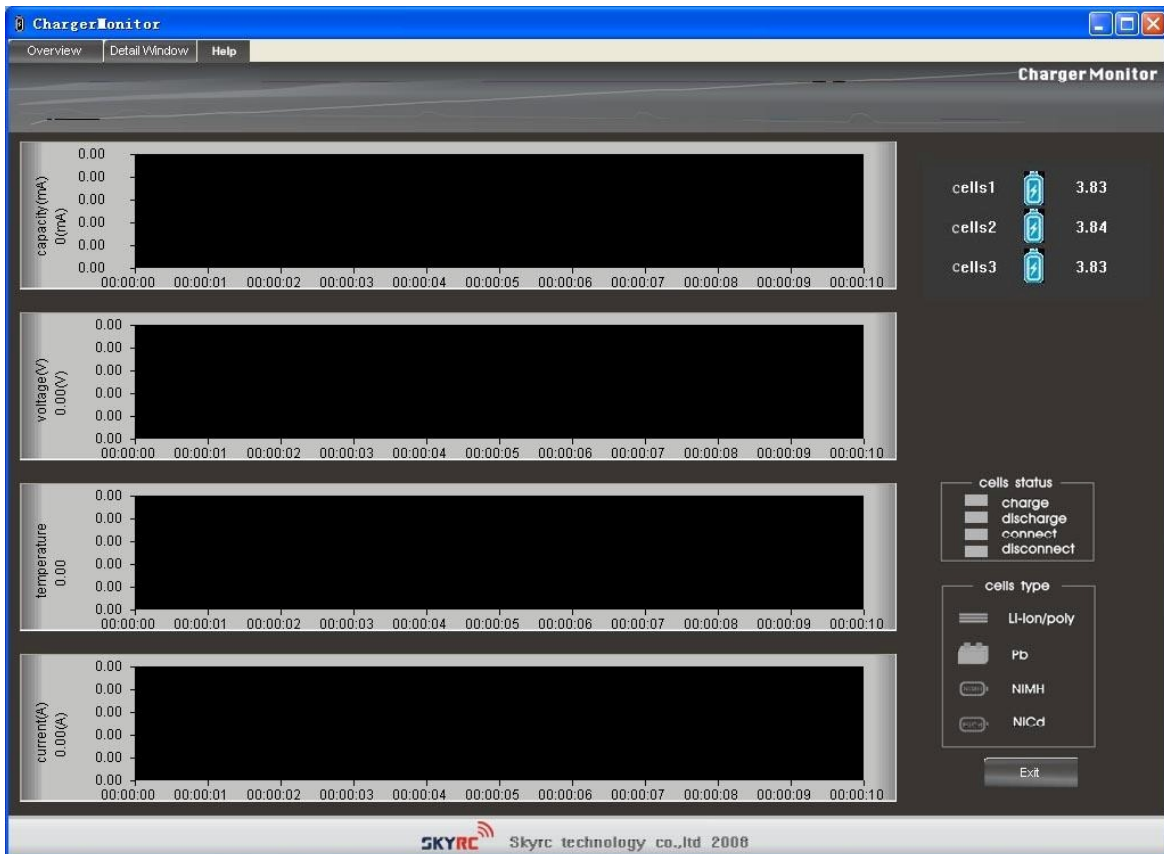 ChargerMonitor
Overview Detail Window Help
ChargerMonitor
capacity(mA)
0(mA)
0.00
0.00
0.00
0.00
0.00
0.00
00:00:00 00:00:01 00:00:02 00:00:03 00:00:04 00:00:05 00:00:06 00:00:07 00:00:08 00:00:09 00:00:10
cells1 3.83
cells2 3.84
cells3 3.83
voltage(V)
0.00(V)
0.00
0.00
0.00
0.00
0.00
0.00
00:00:00 00:00:01 00:00:02 00:00:03 00:00:04 00:00:05 00:00:06 00:00:07 00:00:08 00:00:09 00:00:10
temperature
0.00
0.00
0.00
0.00
0.00
0.00
0.00
00:00:00 00:00:01 00:00:02 00:00:03 00:00:04 00:00:05 00:00:06 00:00:07 00:00:08 00:00:09 00:00:10
cells status
charge
discharge
connect
disconnect
cells type
LI-Ion/poly
Pb
NIMH
NICd
current(A)
0.00(A)
0.00
0.00
0.00
0.00
0.00
0.00
00:00:00 00:00:01 00:00:02 00:00:03 00:00:04 00:00:05 00:00:06 00:00:07 00:00:08 00:00:09 00:00:10
Exit
SKYRC Skyrc technology co.,ltd 2008